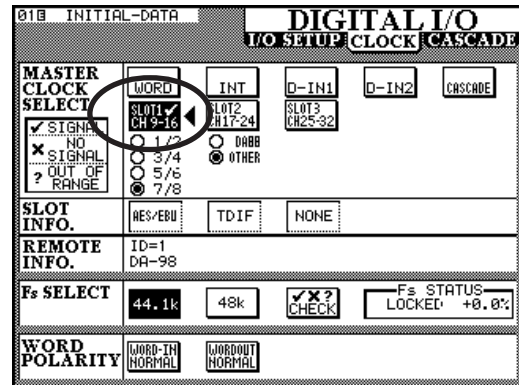 01B INITIAL-DATA
DIGITAL I/O
I/O SETUP CLOCK CASCADE
MASTER CLOCK SELECT
WORD INT D-IN1 D-IN2 CASCADE
SLOT1✓ CH 9-16 SLOT2 CH17-24 SLOT3 CH25-32
✓ SIGNAL
× NO SIGNAL
? OUT OF RANGE
1/2 DA88
3/4 OTHER
5/6
7/8
SLOT INFO.
AES/EBU TDIF NONE
REMOTE INFO.
ID=1
DA-98
Fs SELECT
44.1k 48k ✓×? CHECK
Fs STATUS
LOCKED +0.0%
WORD POLARITY
WORD-IN NORMAL WORDOUT NORMAL